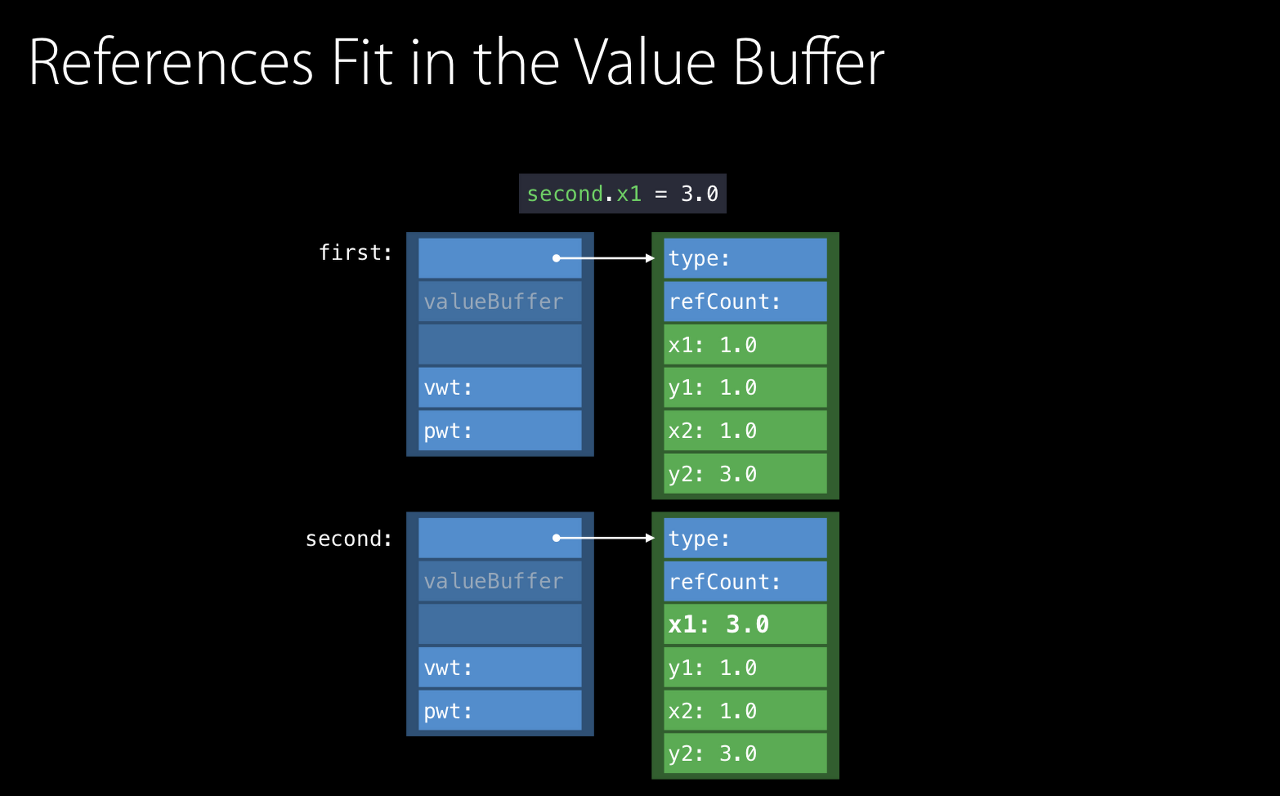 References Fit in the Value Buffer
second.x1 = 3.0
first:
valueBuffer
vwt:
pwt:
type:
refCount:
x1: 1.0
y1: 1.0
x2: 1.0
y2: 3.0
second:
valueBuffer
vwt:
pwt:
type:
refCount:
x1: 3.0
y1: 1.0
x2: 1.0
y2: 3.0